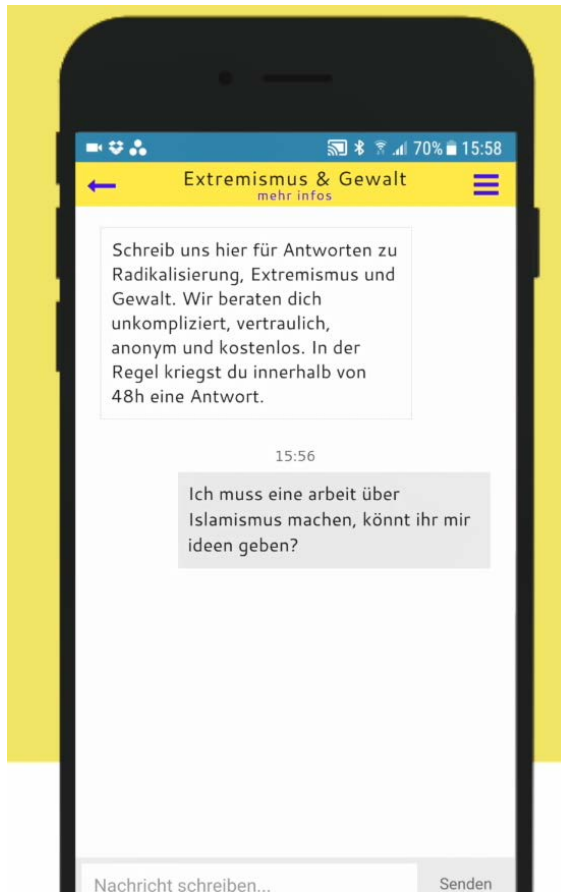 70% 15:58
Extremismus & Gewalt
mehr infos
Schreib uns hier für Antworten zu
Radikalisierung, Extremismus und
Gewalt. Wir beraten dich
unkompliziert, vertraulich,
anonym und kostenlos. In der
Regel kriegst du innerhalb von
48h eine Antwort.
15:56
Ich muss eine arbeit über
Islamismus machen, könnt ihr mir
ideen geben?
Nachricht schreiben... Senden